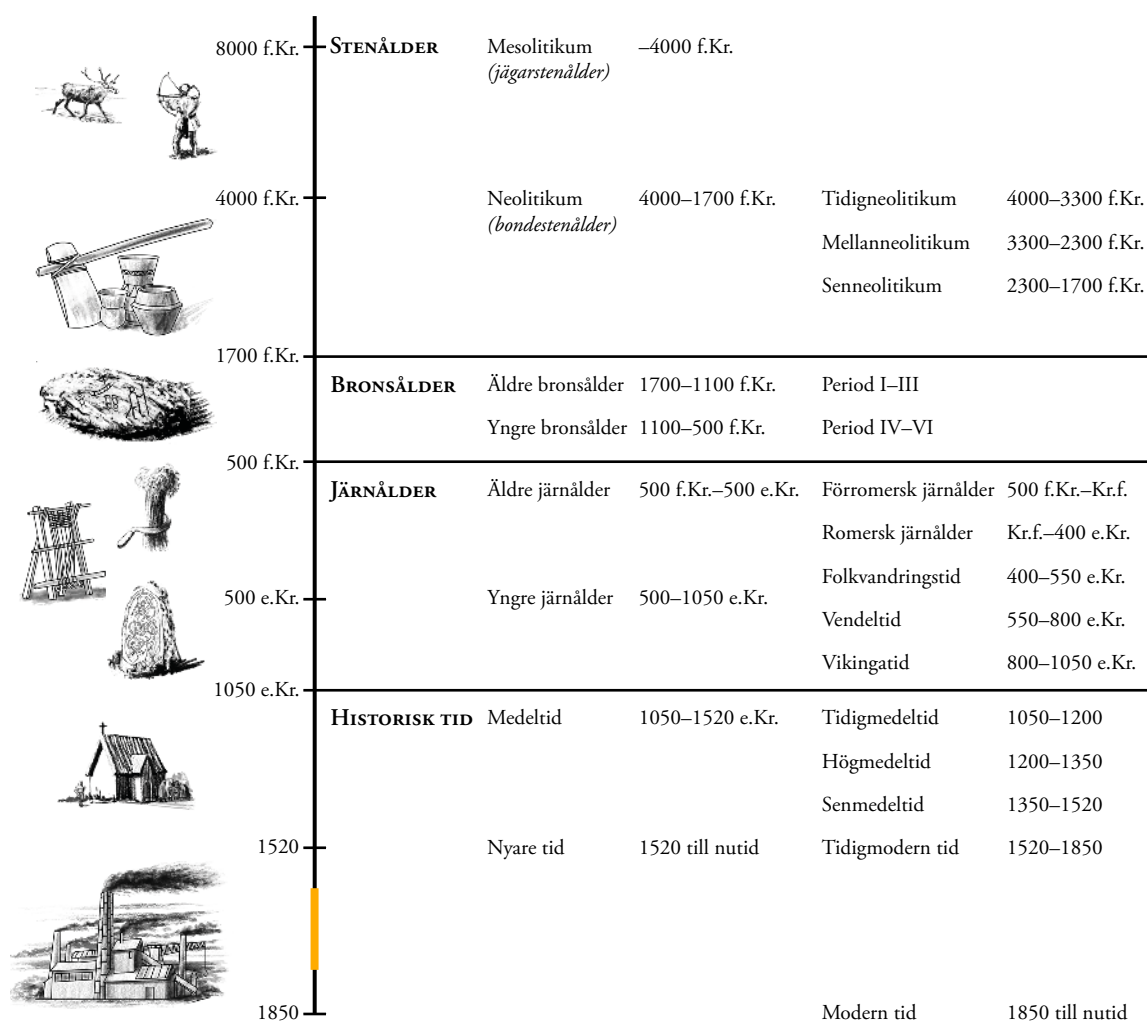 8000 f.Kr. STENÅLDER Mesolitikum –4000 f.Kr.
(jägarstenålder)
4000 f.Kr. Neolitikum 4000–1700 f.Kr. Tidigneolitikum 4000–3300 f.Kr.
(bondestenålder)
Mellanneolitikum 3300–2300 f.Kr.
Senneolitikum 2300–1700 f.Kr.
1700 f.Kr.
BRONSÅLDER Äldre bronsålder 1700–1100 f.Kr. Period I–III
Yngre bronsålder 1100–500 f.Kr. Period IV–VI
500 f.Kr.
JÄRNÅLDER Äldre järnålder 500 f.Kr.–500 e.Kr. Förromersk järnålder 500 f.Kr.–Kr.f.
Romersk järnålder Kr.f.–400 e.Kr.
Folkvandringstid 400–550 e.Kr.
500 e.Kr. Yngre järnålder 500–1050 e.Kr.
Vendeltid 550–800 e.Kr.
Vikingatid 800–1050 e.Kr.
1050 e.Kr.
HISTORISK TID Medeltid 1050–1520 e.Kr. Tidigmedeltid 1050–1200
Högmedeltid 1200–1350
Senmedeltid 1350–1520
1520 Nyare tid 1520 till nutid Tidigmodern tid 1520–1850
1850 Modern tid 1850 till nutid